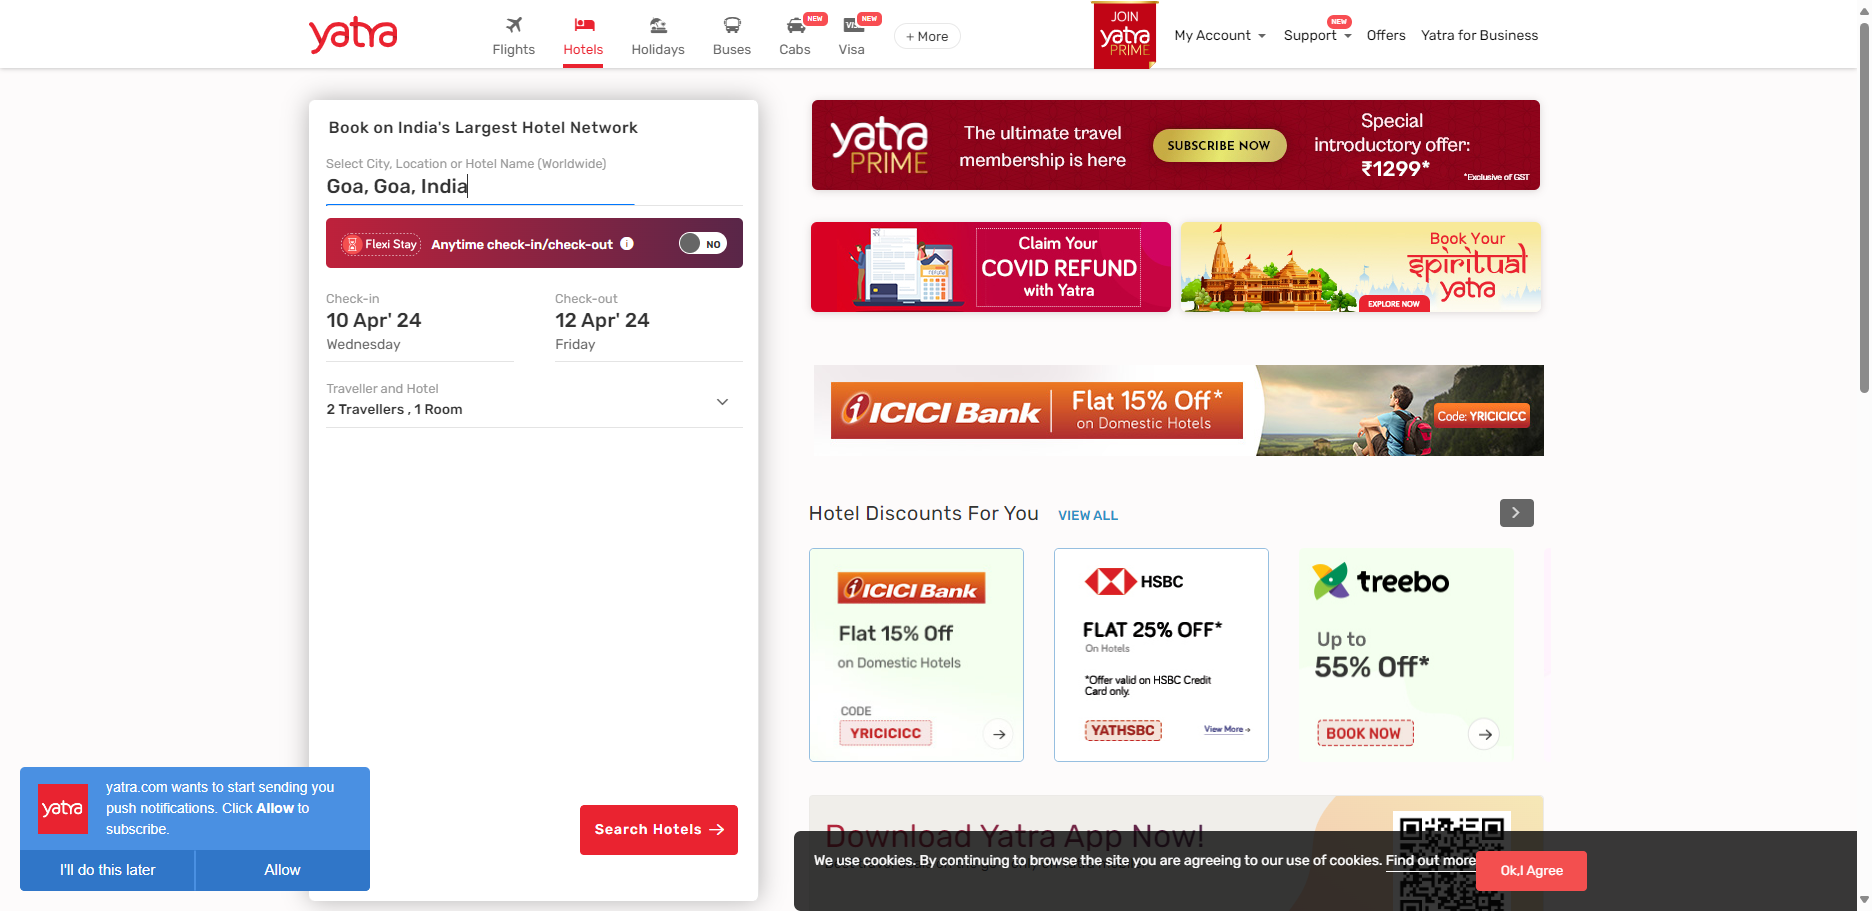 yatra
Flights
Hotels
Holidays
Buses
NEW
Cabs
NEW
Visa
+ More
JOIN
yatra
PRIME
My Account
NEW
Support
Offers
Yatra for Business
Book on India's Largest Hotel Network
Select City, Location or Hotel Name (Worldwide)
Goa, Goa, India
Flexi Stay
Anytime check-in/check-out
NO
Check-in
10 Apr' 24
Wednesday
Check-out
12 Apr' 24
Friday
Traveller and Hotel
2 Travellers , 1 Room
Search Hotels
yatra
PRIME
The ultimate travel
membership is here
SUBSCRIBE NOW
Special
introductory offer:
₹1299*
*Exclusive of GST
Claim Your
COVID REFUND
with Yatra
Book Your
spiritual
yatra
EXPLORE NOW
ICICI Bank
Flat 15% Off*
on Domestic Hotels
Code: YRICICICC
Hotel Discounts For You
VIEW ALL
ICICI Bank
Flat 15% Off
on Domestic Hotels
CODE
YRICICICC
HSBC
FLAT 25% OFF*
On Hotels
*Offer valid on HSBC Credit
Card only.
YATHSBC
View More
treebo
Up to
55% Off*
BOOK NOW
Download Yatra App Now!
yatra
yatra.com wants to start sending you
push notifications. Click Allow to
subscribe.
I'll do this later
Allow
We use cookies. By continuing to browse the site you are agreeing to our use of cookies. Find out more
Ok,I Agree